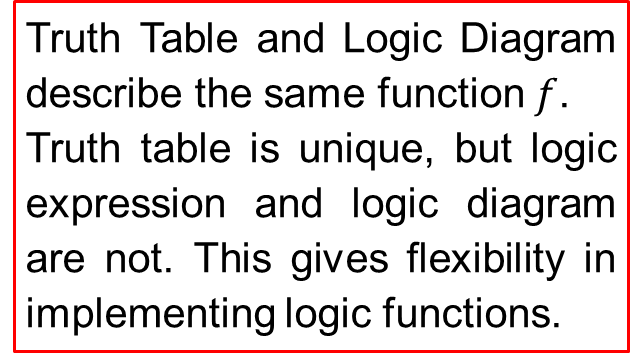 Truth Table and Logic Diagram
describe the same function f.
Truth table is unique, but logic
expression and logic diagram
are not. This gives flexibility in
implementing logic functions.